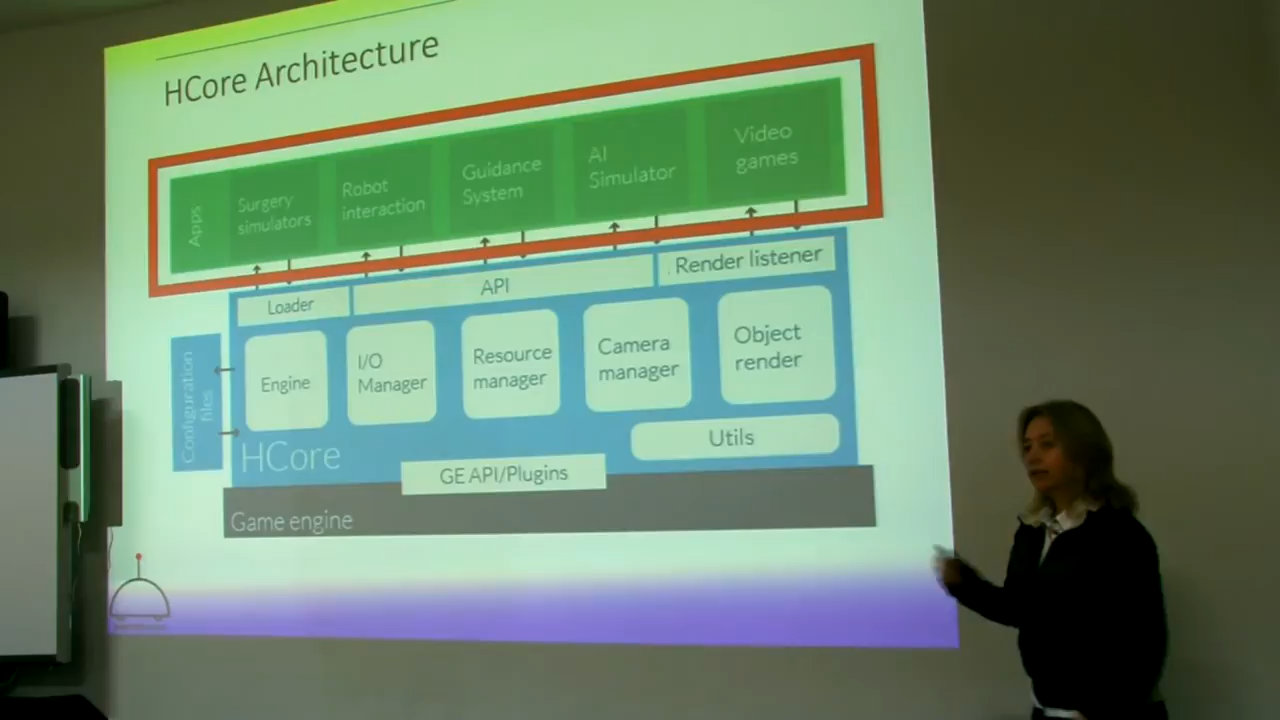 HCore Architecture
Apps
Surgery
simulators
Robot
interaction
Guidance
System
AI
Simulator
Video
games
Loader
API
Render listener
Configuration
files
Engine
I/O
Manager
Resource
manager
Camera
manager
Object
render
HCore
Utils
GE API/Plugins
Game engine